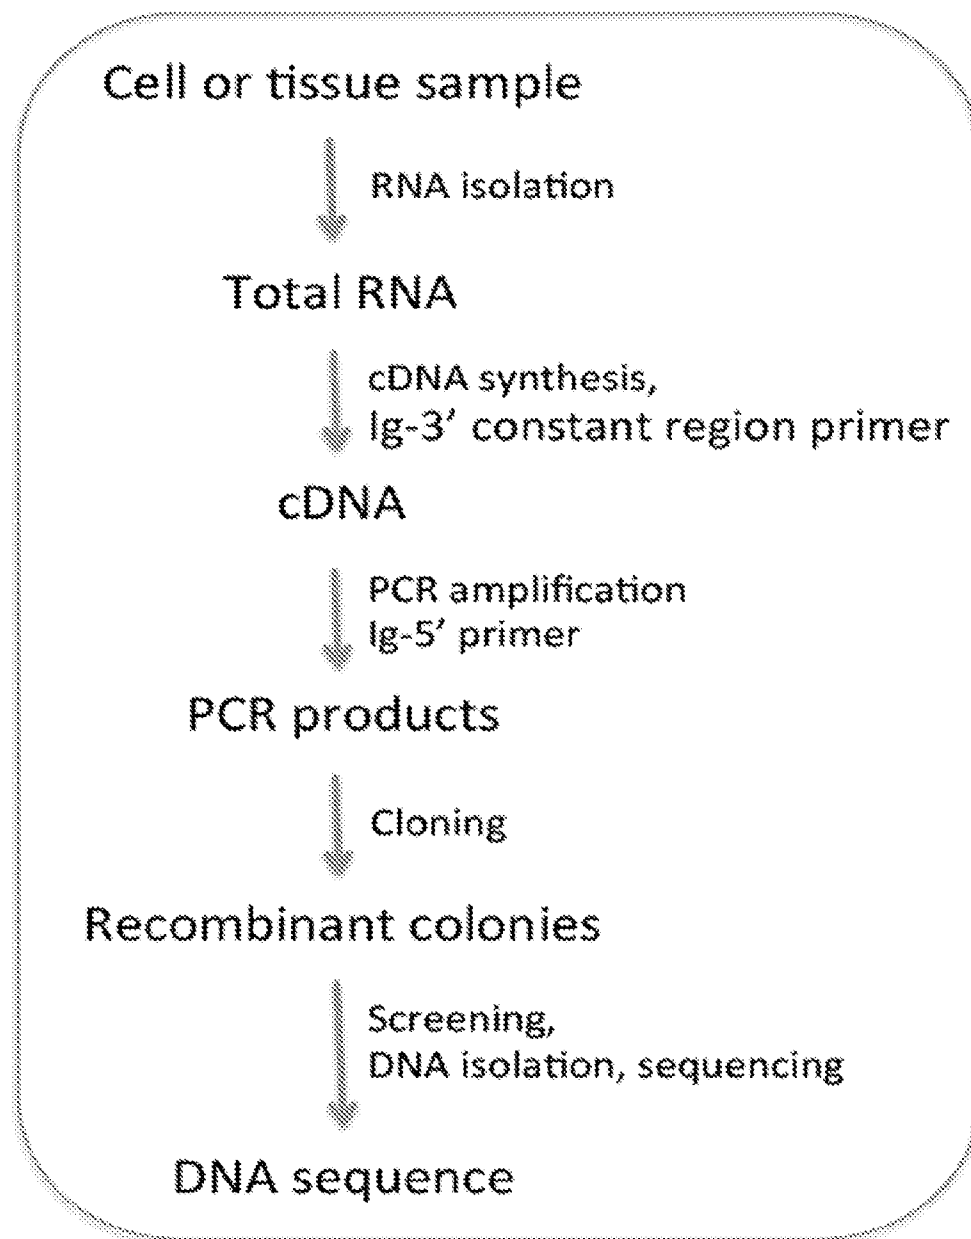 Cell or tissue sample
RNA isolation
Total RNA
cDNA synthesis,
Ig-3’ constant region primer
cDNA
PCR amplification
Ig-5’ primer
PCR products
Cloning
Recombinant colonies
Screening,
DNA isolation, sequencing
DNA sequence